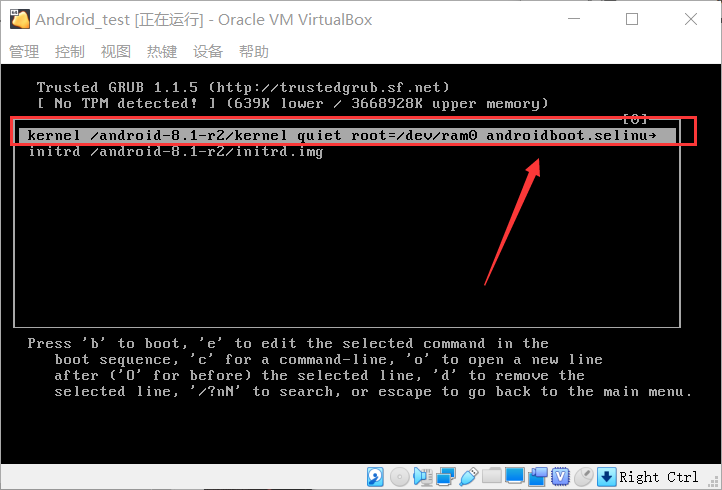 Android_test [正在运行] - Oracle VM VirtualBox
管理 控制 视图 热键 设备 帮助
Trusted GRUB 1.1.5 (http://trustedgrub.sf.net)
[ No TPM detected! ] (639K lower / 3668928K upper memory)
[0]
kernel /android-8.1-r2/kernel quiet root=/dev/ram0 androidboot.selinu→
initrd /android-8.1-r2/initrd.img
Press 'b' to boot, 'e' to edit the selected command in the
boot sequence, 'c' for a command-line, 'o' to open a new line
after ('O' for before) the selected line, 'd' to remove the
selected line, '/?nN' to search, or escape to go back to the main menu.
Right Ctrl